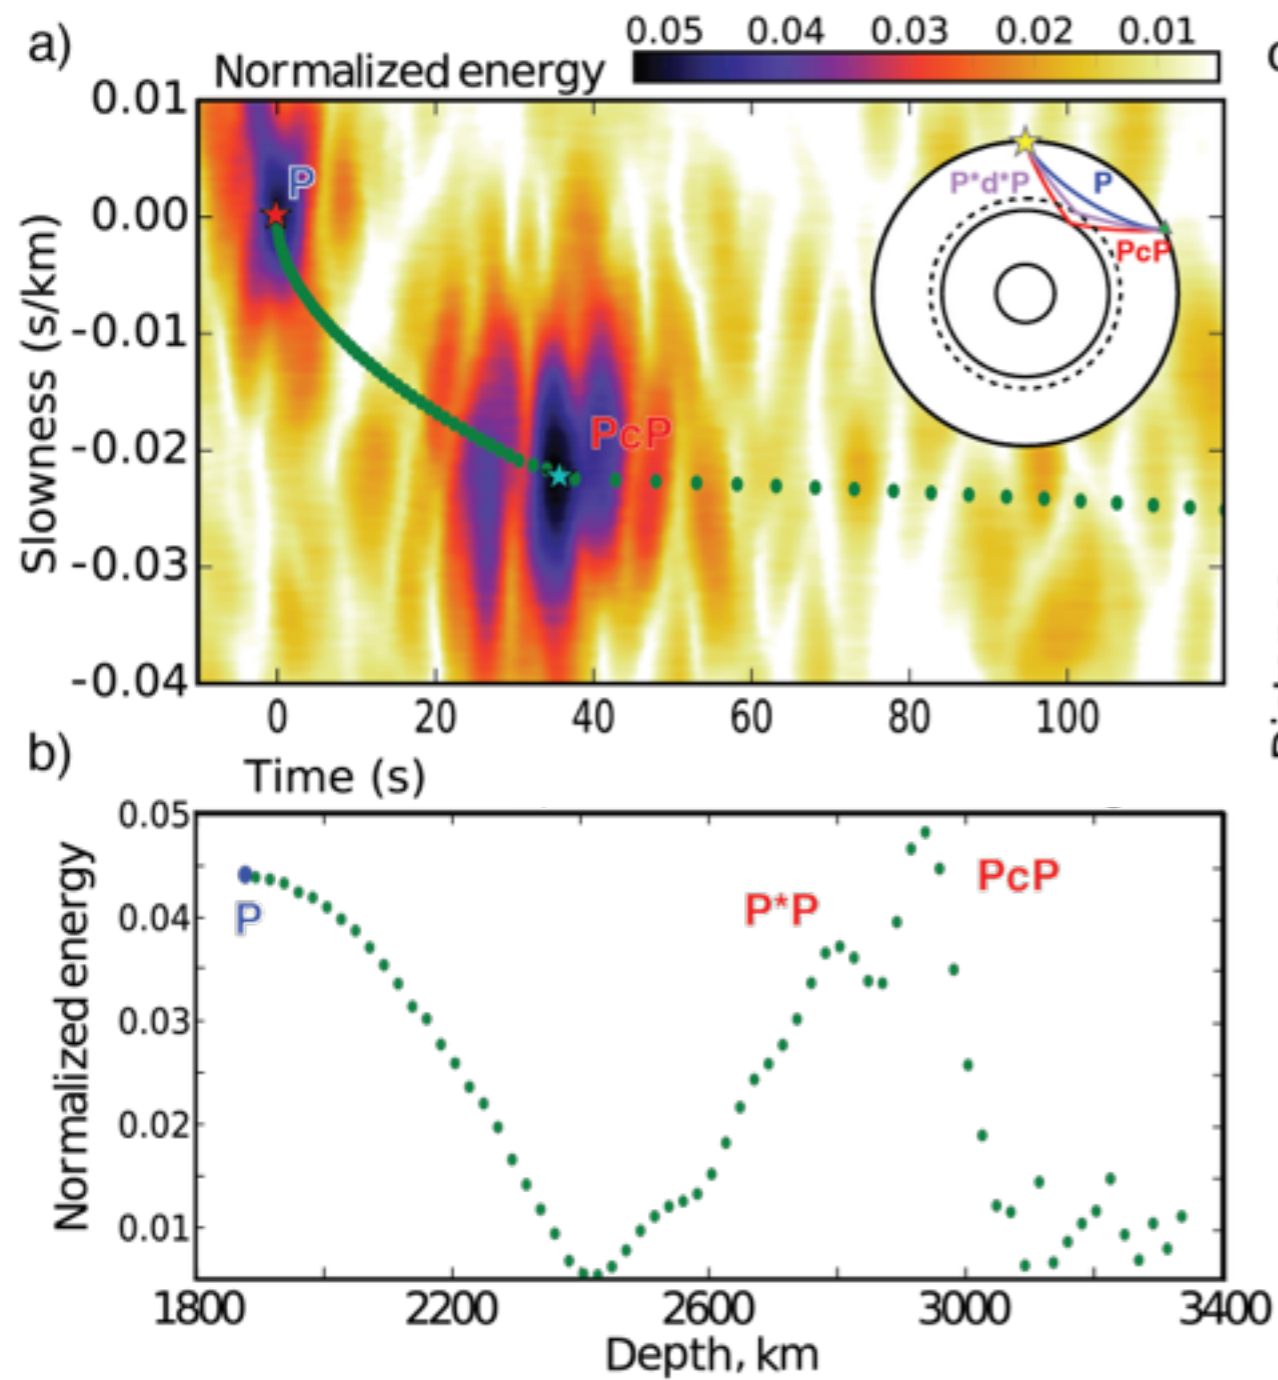 a)
Normalized energy
0.05 0.04 0.03 0.02 0.01
0.01
0.00
-0.01
-0.02
-0.03
-0.04
Slowness (s/km)
P
PcP
P*d*P
P
PcP
0 20 40 60 80 100
Time (s)
b)
0.05
0.04
0.03
0.02
0.01
Normalized energy
P
P*P
PcP
1800 2200 2600 3000 3400
Depth, km